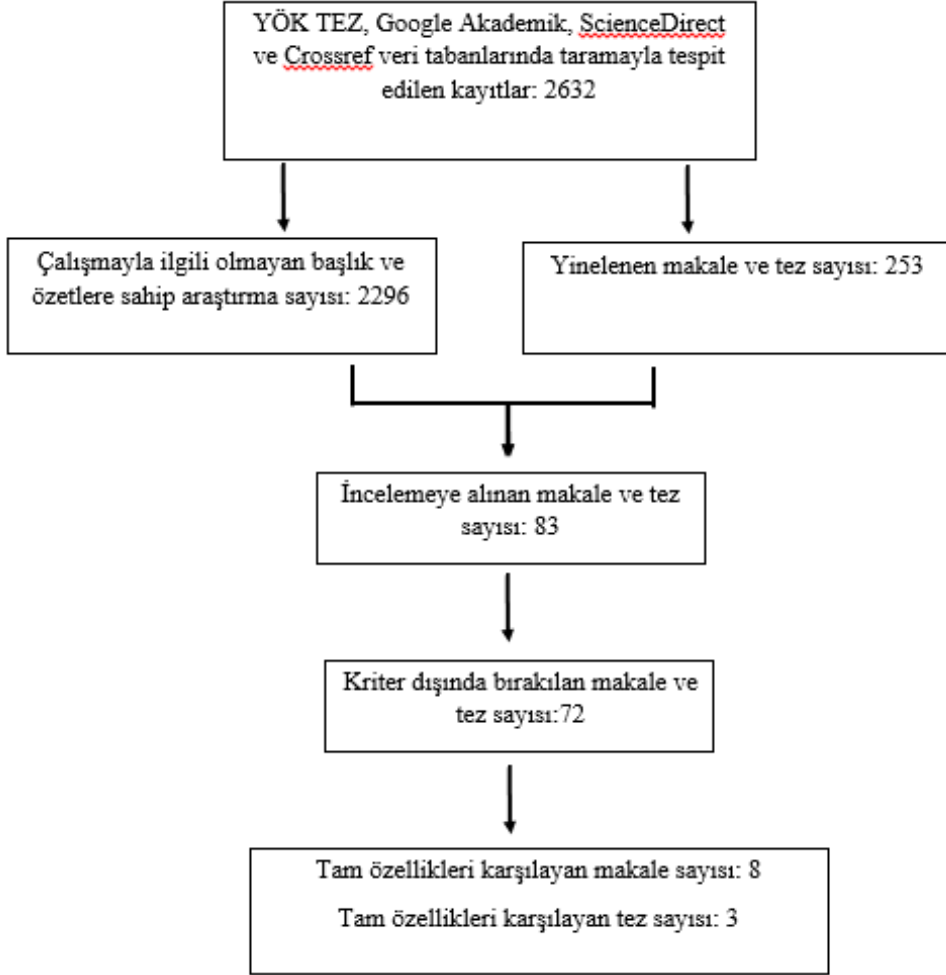 YÖK TEZ, Google Akademik, ScienceDirect
ve Crossref veri tabanlarında taramayla tespit
edilen kayıtlar: 2632
Çalışmayla ilgili olmayan başlık ve
özetlere sahip araştırma sayısı: 2296
Yinelenen makale ve tez sayısı: 253
İncelemeye alınan makale ve tez
sayısı: 83
Kriter dışında bırakılan makale ve
tez sayısı:72
Tam özellikleri karşılayan makale sayısı: 8
Tam özellikleri karşılayan tez sayısı: 3